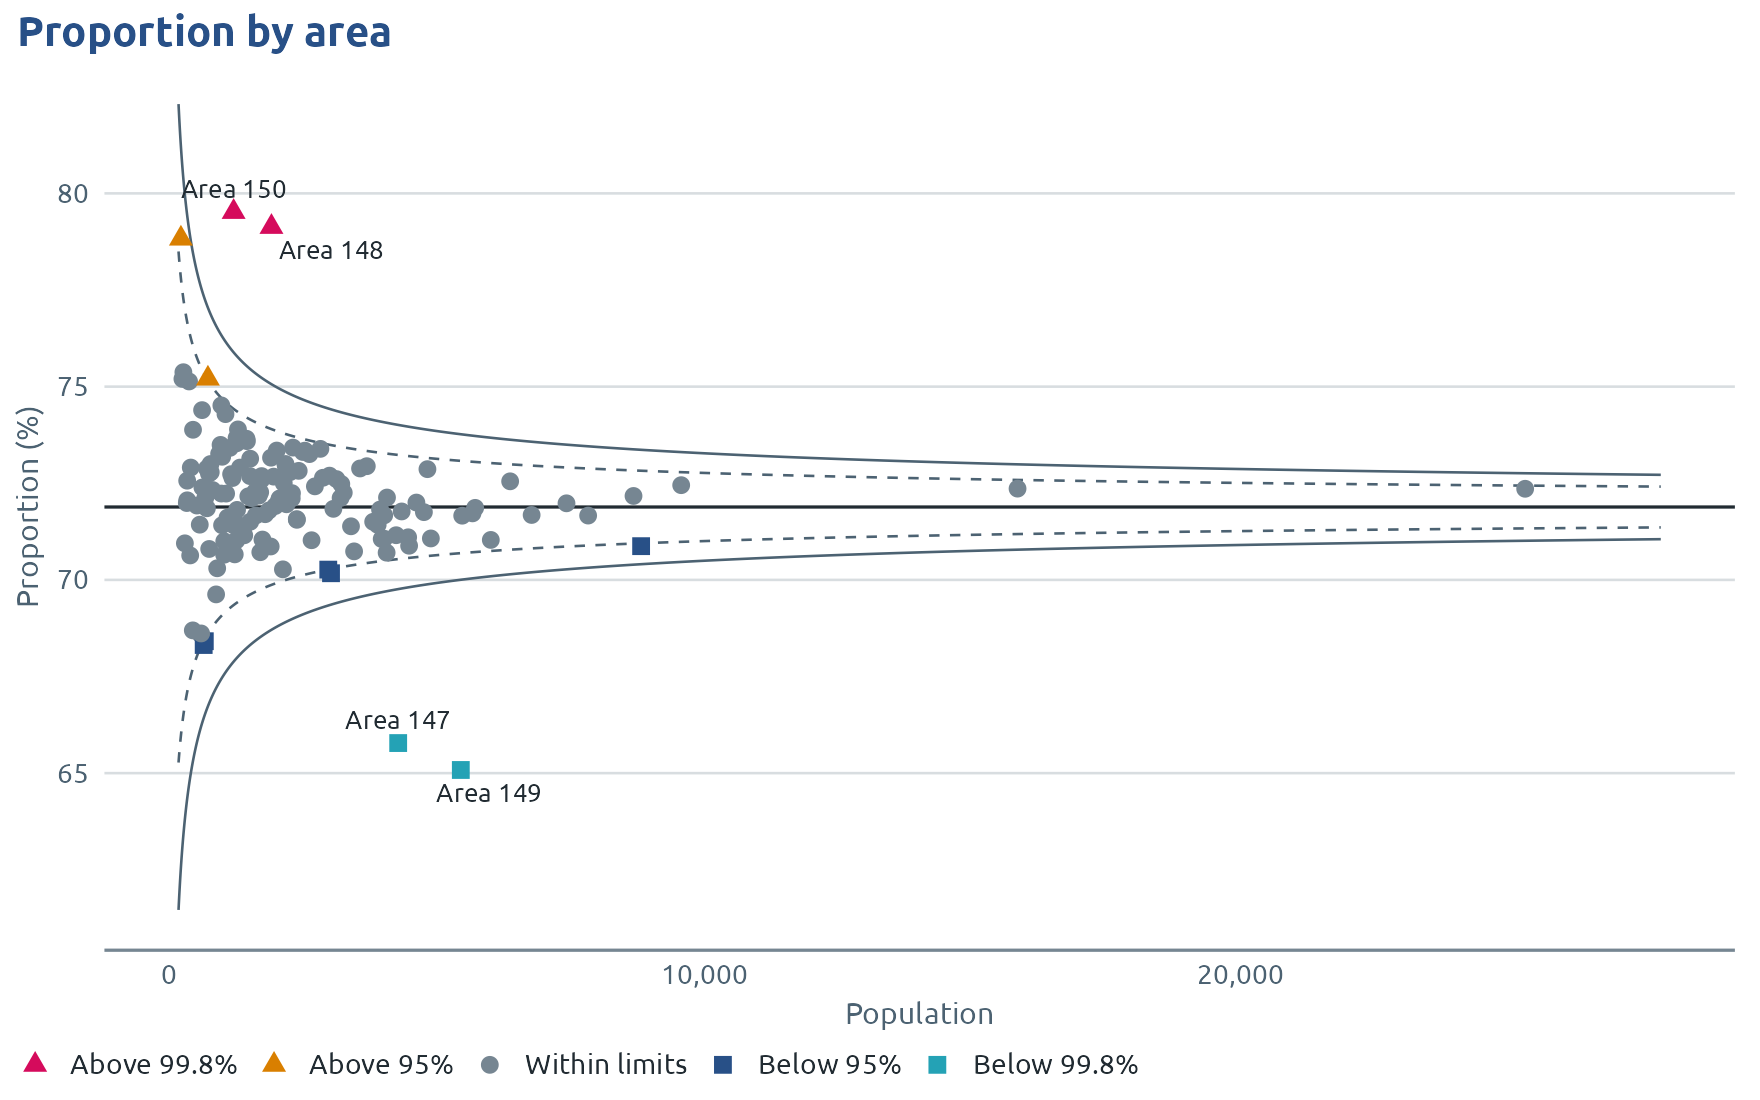 Proportion by area
80
75
70
65
Proportion (%)
Area 150
Area 148
Area 147
Area 149
0 10,000 20,000
Population
Above 99.8% Above 95% Within limits Below 95% Below 99.8%